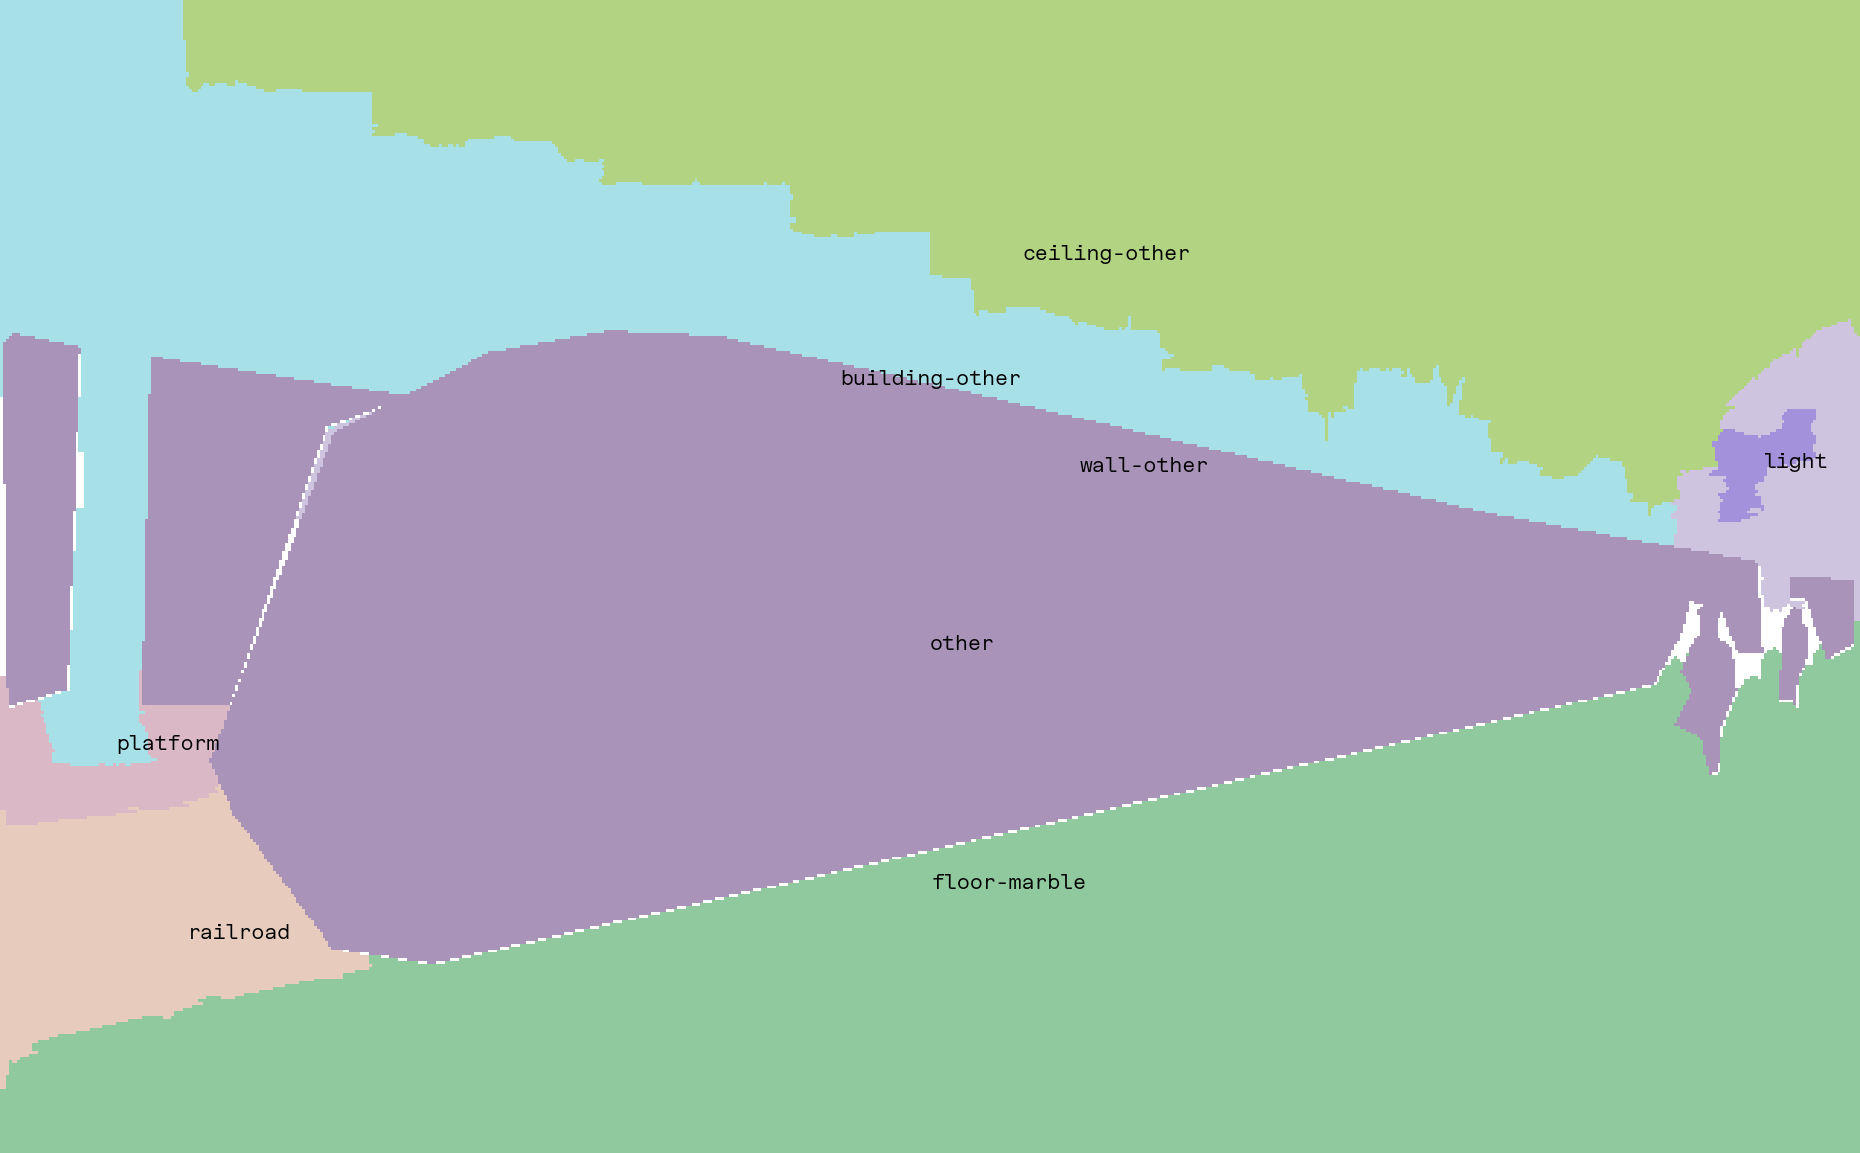 ceiling-other
building-other
wall-other
light
other
platform
floor-marble
railroad